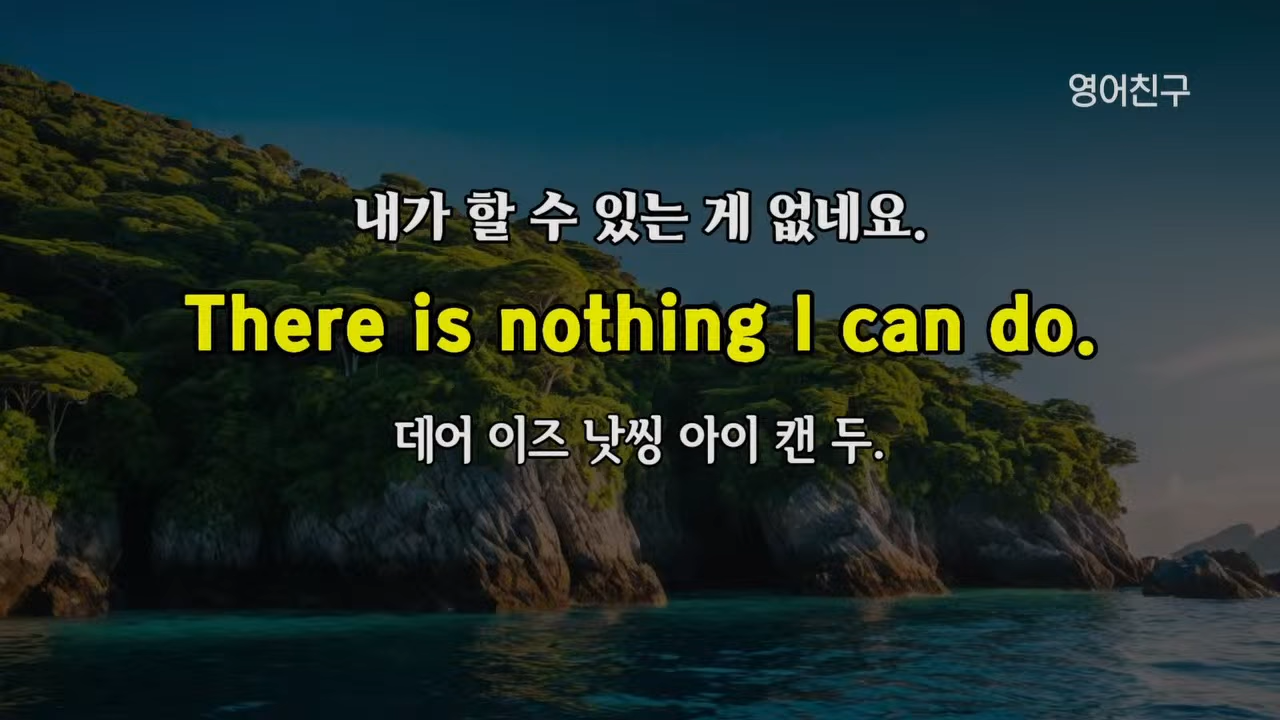 영어친구
내가 할 수 있는 게 없네요.
There is nothing I can do.
데어 이즈 낫씽 아이 캔 두.